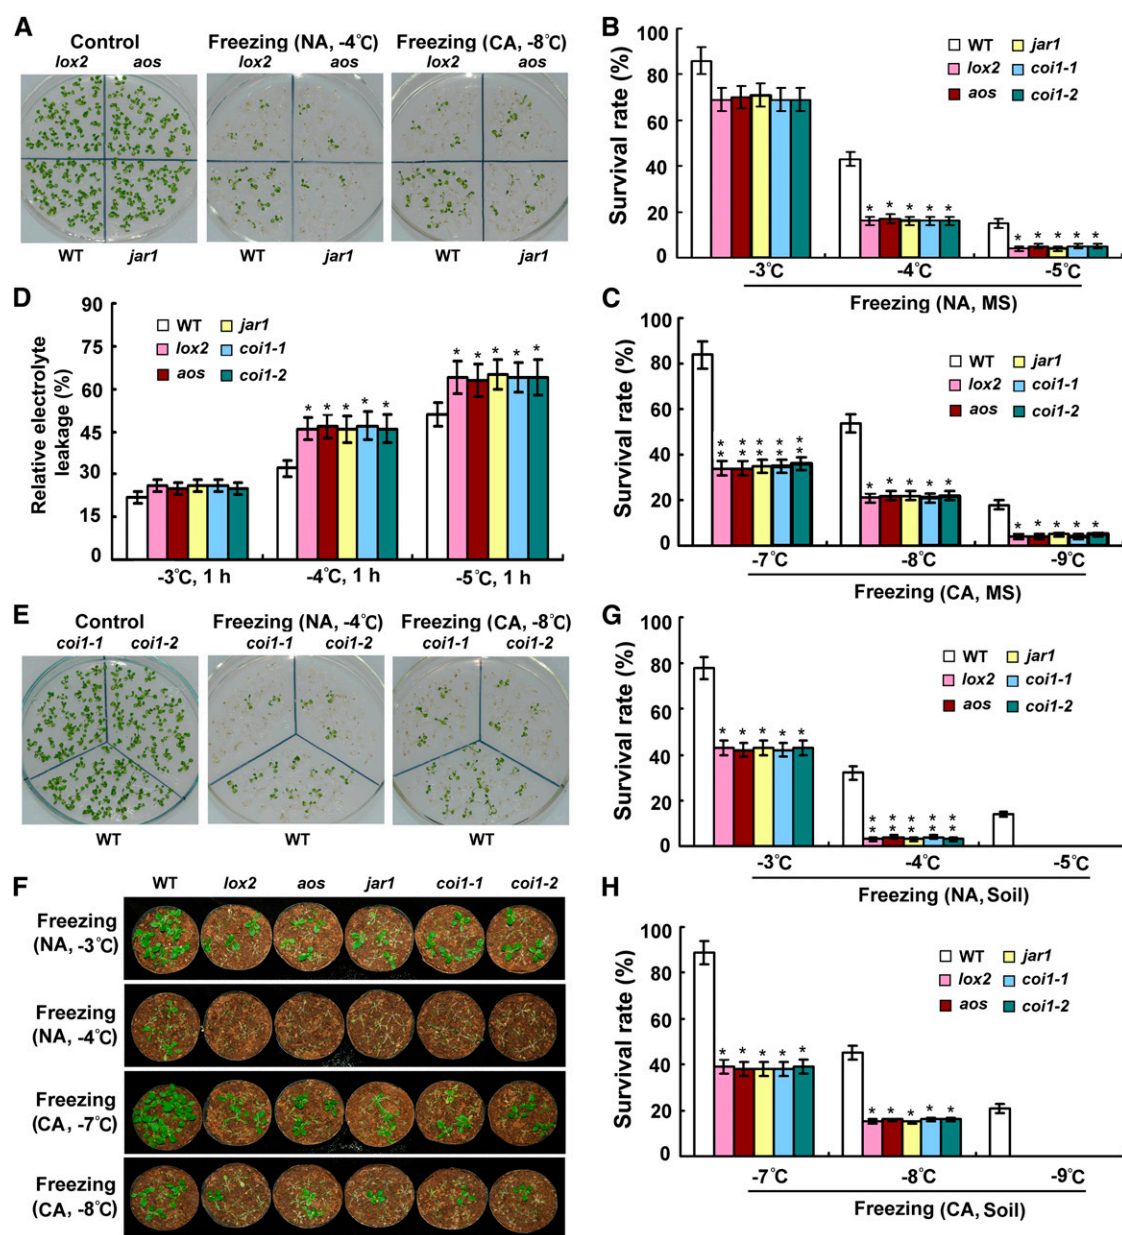 A
Control
Freezing (NA, -4°C)
Freezing (CA, -8°C)
lox2
aos
lox2
aos
lox2
aos
WT
jar1
WT
jar1
WT
jar1
B
Survival rate (%)
100
80
60
40
20
0
WT
jar1
lox2
coi1-1
aos
coi1-2
* * * * *
* * * * *
-3°C
-4°C
-5°C
Freezing (NA, MS)
D
Relative electrolyte
leakage (%)
90
75
60
45
30
15
0
WT
jar1
lox2
coi1-1
aos
coi1-2
* * * * *
* * * * *
-3°C, 1 h
-4°C, 1 h
-5°C, 1 h
C
Survival rate (%)
100
80
60
40
20
0
WT
jar1
lox2
coi1-1
aos
coi1-2
* * * * *
* * * * *
* * * * *
* * * * *
-7°C
-8°C
-9°C
Freezing (CA, MS)
E
Control
Freezing (NA, -4°C)
Freezing (CA, -8°C)
coi1-1
coi1-2
coi1-1
coi1-2
coi1-1
coi1-2
WT
WT
WT
G
Survival rate (%)
100
80
60
40
20
0
WT
jar1
lox2
coi1-1
aos
coi1-2
* * * * *
* * * * *
* * * * *
-3°C
-4°C
-5°C
Freezing (NA, Soil)
F
WT
lox2
aos
jar1
coi1-1
coi1-2
Freezing
(NA, -3°C)
Freezing
(NA, -4°C)
Freezing
(CA, -7°C)
Freezing
(CA, -8°C)
H
Survival rate (%)
100
80
60
40
20
0
WT
jar1
lox2
coi1-1
aos
coi1-2
* * * * *
* * * * *
-7°C
-8°C
-9°C
Freezing (CA, Soil)